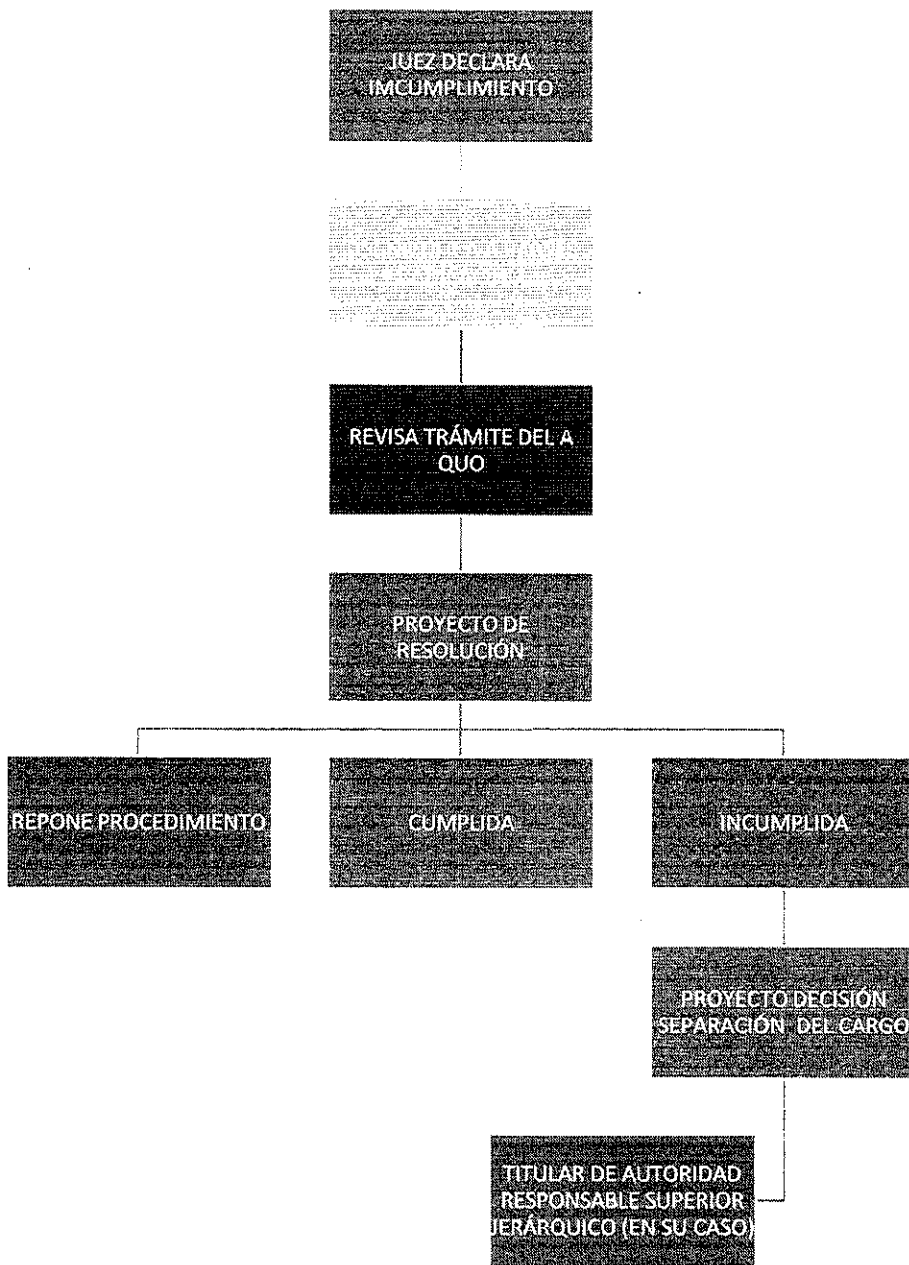 JUEZ DECLARA
IMCUMPLIMIENTO
REVISA TRÁMITE DEL A
QUO
PROYECTO DE
RESOLUCIÓN
REPONE PROCEDIMIENTO
CUMPLIDA
INCUMPLIDA
PROYECTO DECISIÓN
SEPARACIÓN DEL CARGO
TITULAR DE AUTORIDAD
RESPONSABLE SUPERIOR
JERÁRQUICO (EN SU CASO)